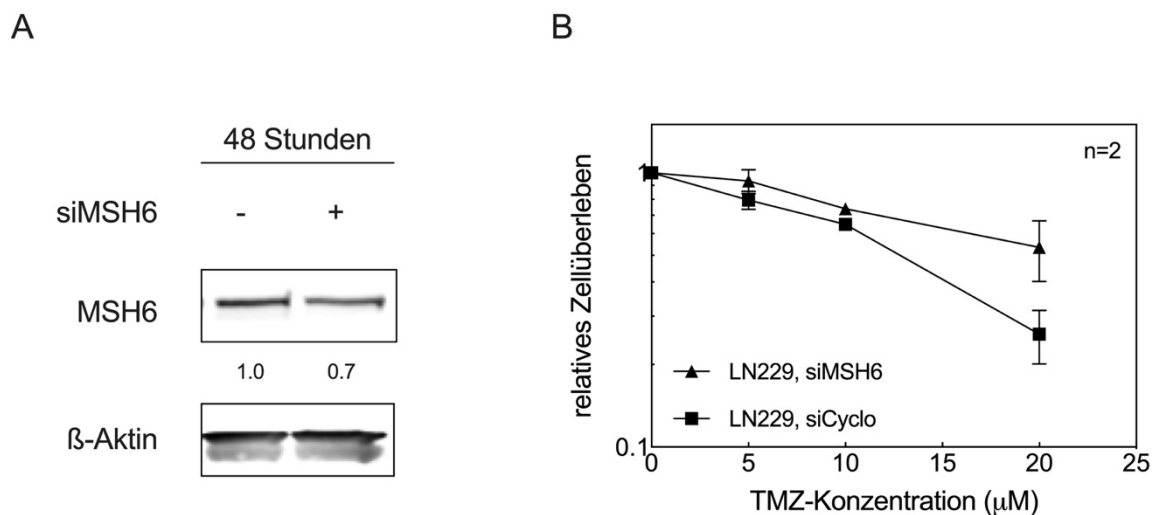 A
48 Stunden
siMSH6 - +
MSH6
1.0 0.7
ß-Aktin
B
n=2
relatives Zellüberleben
1
0.1
LN229, siMSH6
LN229, siCyclo
0 5 10 15 20 25
TMZ-Konzentration (μM)